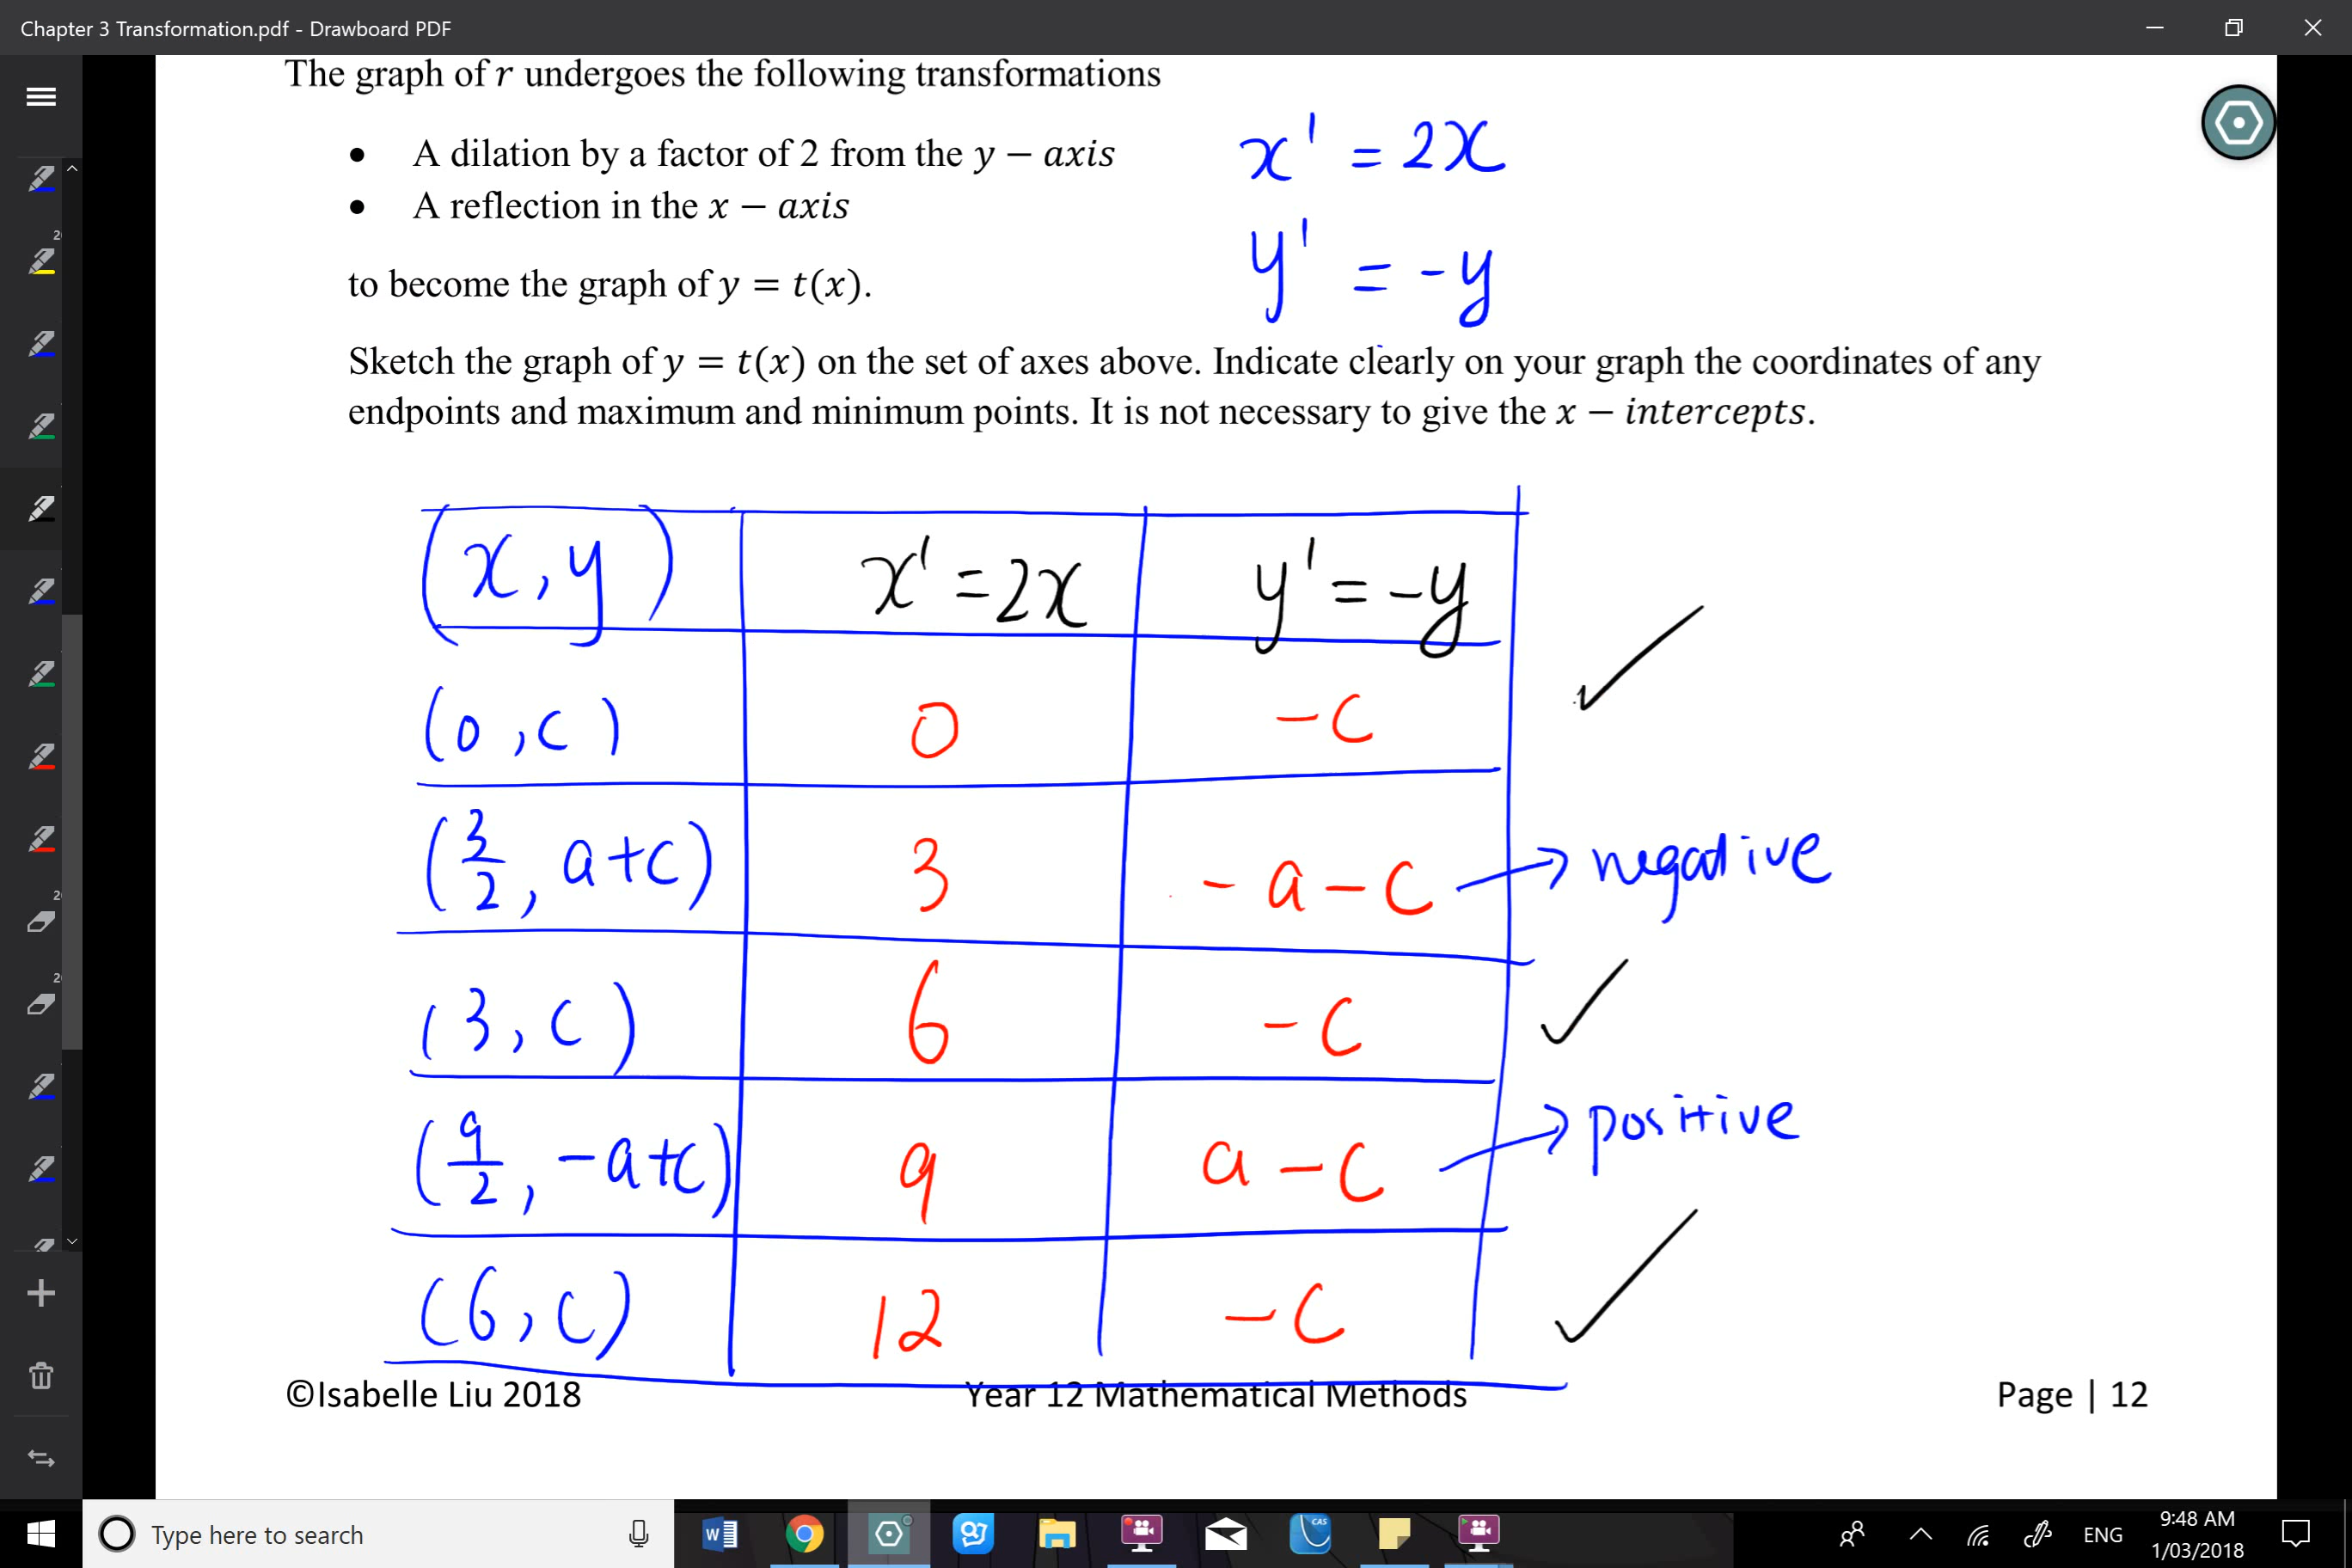 Chapter 3 Transformation.pdf - Drawboard PDF
The graph of r undergoes the following transformations
• A dilation by a factor of 2 from the y − axis
x' = 2x
• A reflection in the x − axis
y' = -y
to become the graph of y = t(x).
Sketch the graph of y = t(x) on the set of axes above. Indicate clearly on your graph the coordinates of any
endpoints and maximum and minimum points. It is not necessary to give the x − intercepts.
(x, y) x' = 2x y' = -y
(0, c) 0 -c ✓
(3/2, a+c) 3 -a-c → negative
(3, c) 6 -c ✓
(9/2, -a+c) 9 a-c → positive
(6, c) 12 -c ✓
©Isabelle Liu 2018 Year 12 Mathematical Methods Page | 12
Type here to search
CAS
ENG
9:48 AM
1/03/2018